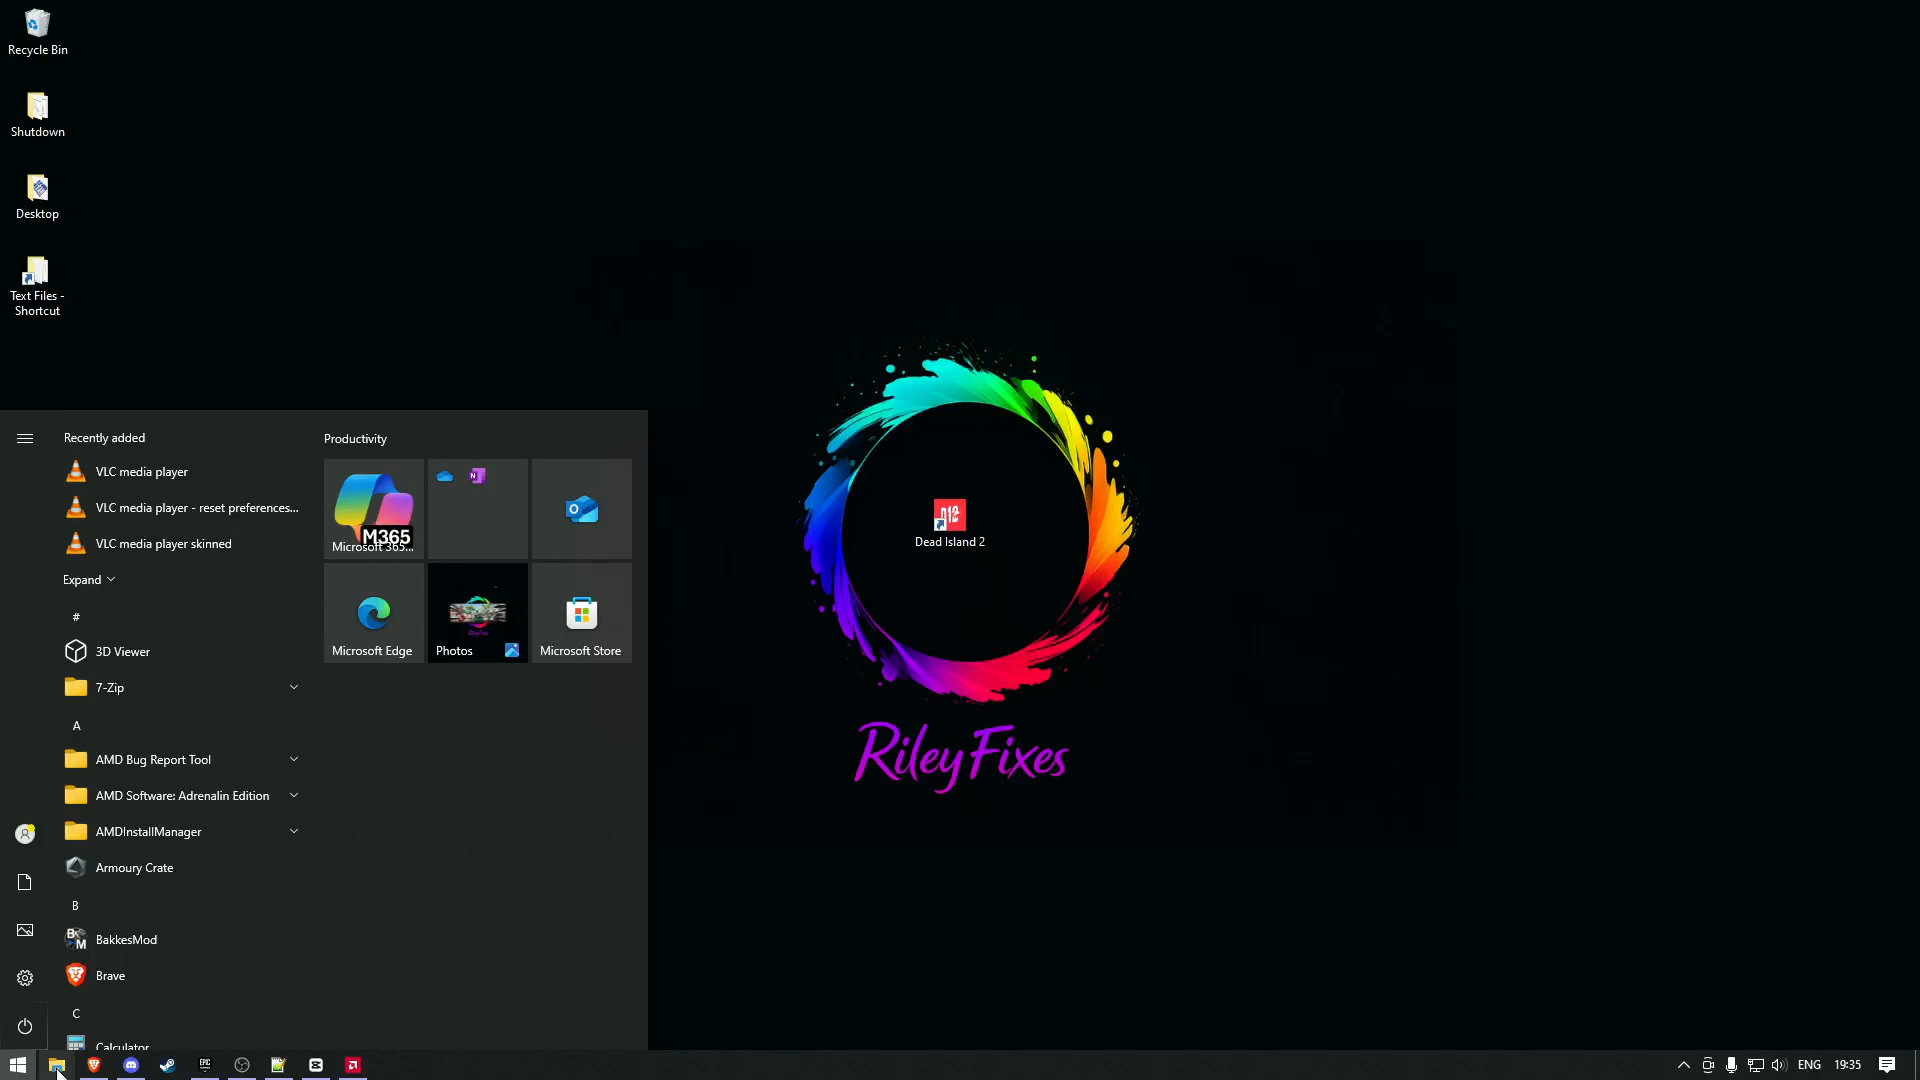 Recycle Bin
Shutdown
Desktop
Text Files -
Shortcut
Recently added
VLC media player
VLC media player - reset preferences...
VLC media player skinned
Expand
#
3D Viewer
7-Zip
A
AMD Bug Report Tool
AMD Software: Adrenalin Edition
AMDInstallManager
Armoury Crate
B
BakkesMod
Brave
C
Calculator
Productivity
M365
Microsoft 365...
Microsoft Edge
Photos
Microsoft Store
Dead Island 2
RileyFixes
ENG
19:35